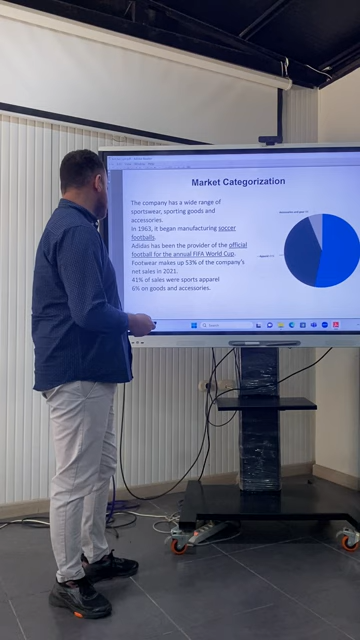 Market Categorization
The company has a wide range of
sportswear, sporting goods and
accessories.
In 1963, it began manufacturing soccer
footballs.
Adidas has been the provider of the official
football for the annual FIFA World Cup.
Footwear makes up 53% of the company's
net sales in 2021.
41% of sales were sports apparel
6% on goods and accessories.
Search